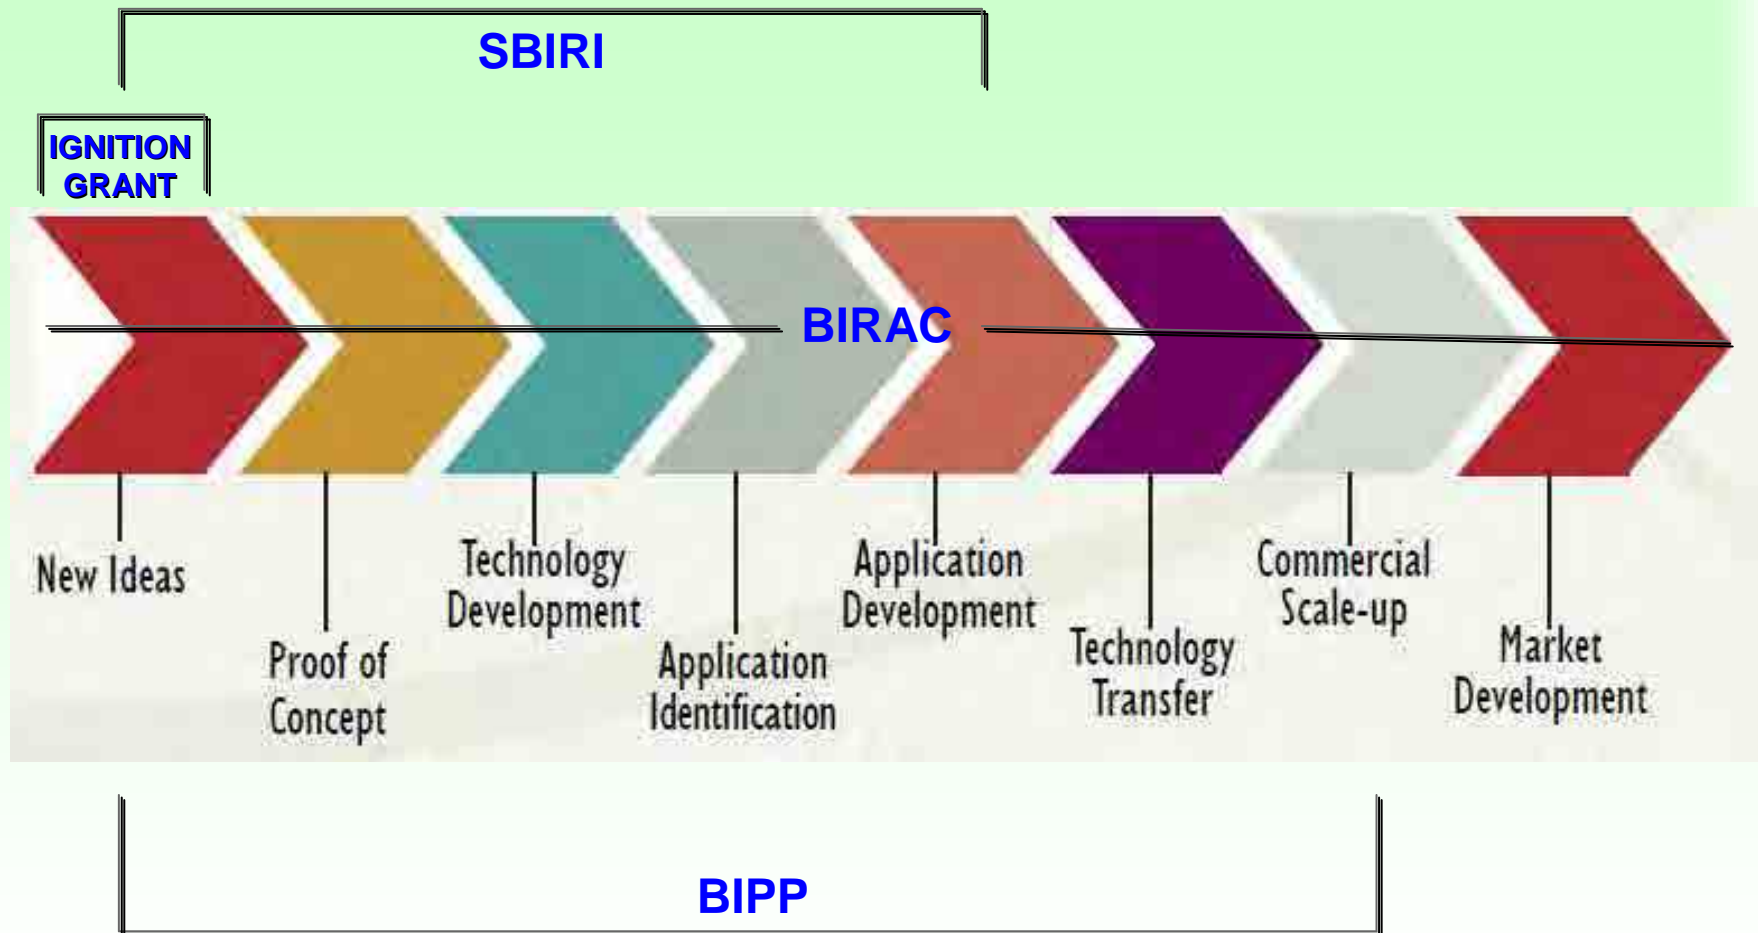 SBIRI
IGNITION
GRANT
BIRAC
New Ideas
Proof of
Concept
Technology
Development
Application
Identification
Application
Development
Technology
Transfer
Commercial
Scale-up
Market
Development
BIPP